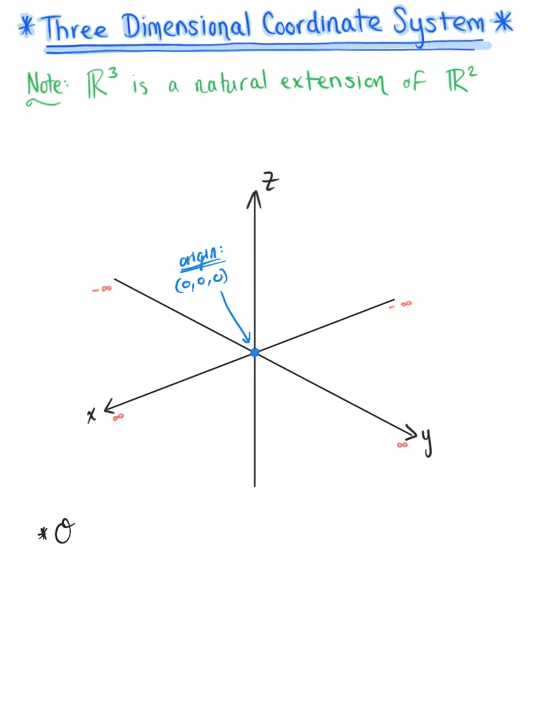 *Three Dimensional Coordinate System*
Note: ℝ³ is a natural extension of ℝ²
z
origin:
(0,0,0)
-∞
-∞
x
∞
∞
y
*O